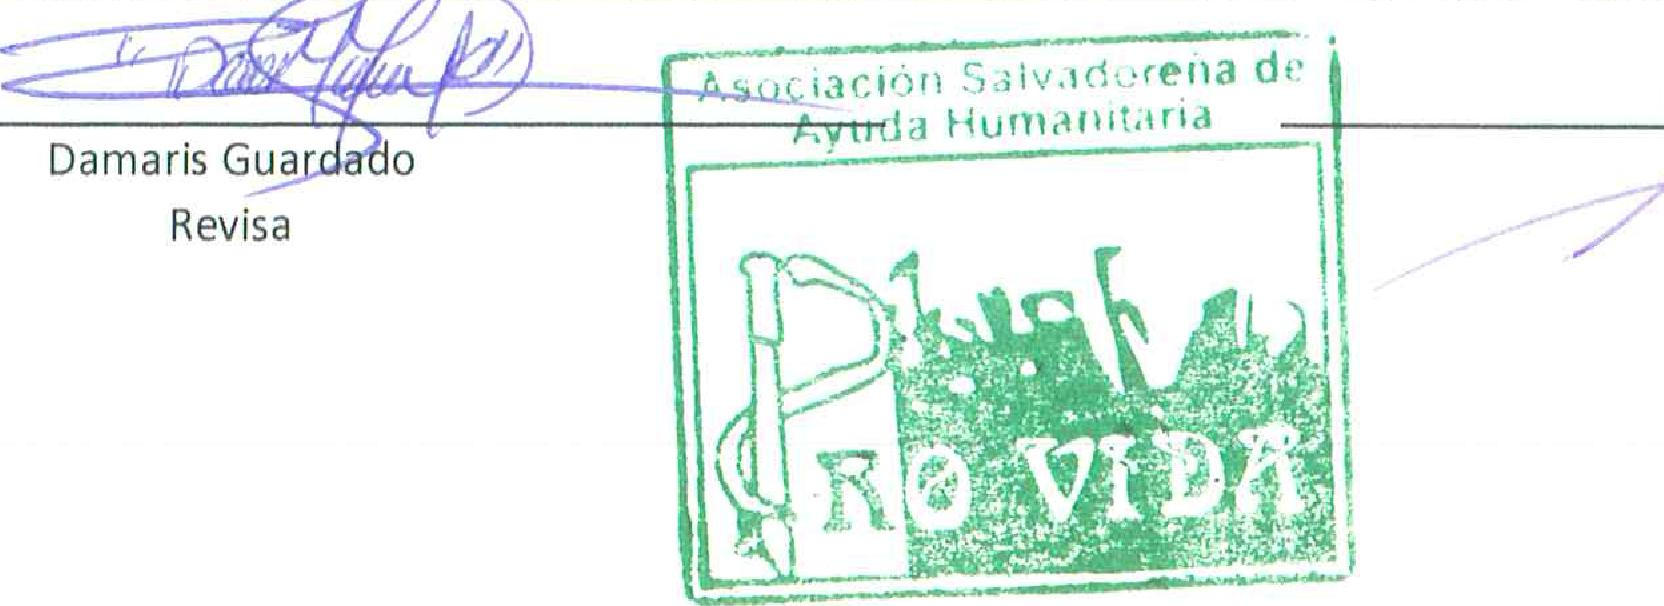 Damaris Guardado
Revisa
Asociación Salvadoreña de
Ayuda Humanitaria
PRO VIDA